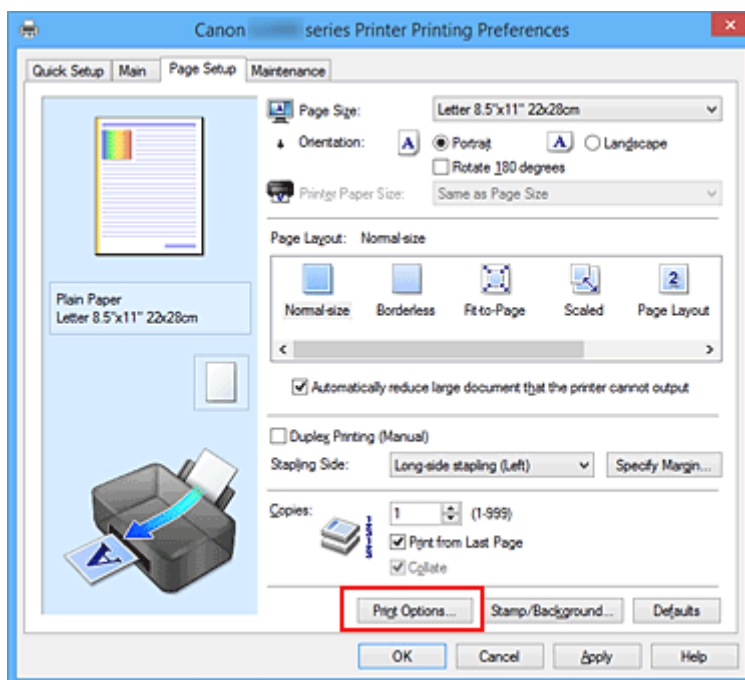 Canon series Printer Printing Preferences
Quick Setup Main Page Setup Maintenance
Page Size: Letter 8.5"x11" 22x28cm
Orientation: A Portrait A Landscape
Rotate 180 degrees
Printer Paper Size: Same as Page Size
Page Layout: Normal-size
2
Normal-size Borderless Fit-to-Page Scaled Page Layout
Plain Paper
Letter 8.5"x11" 22x28cm
Automatically reduce large document that the printer cannot output
Duplex Printing (Manual)
Stapling Side: Long-side stapling (Left) Specify Margin...
Copies: 1 (1-999)
Print from Last Page
Collate
A
Print Options... Stamp/Background... Defaults
OK Cancel Apply Help